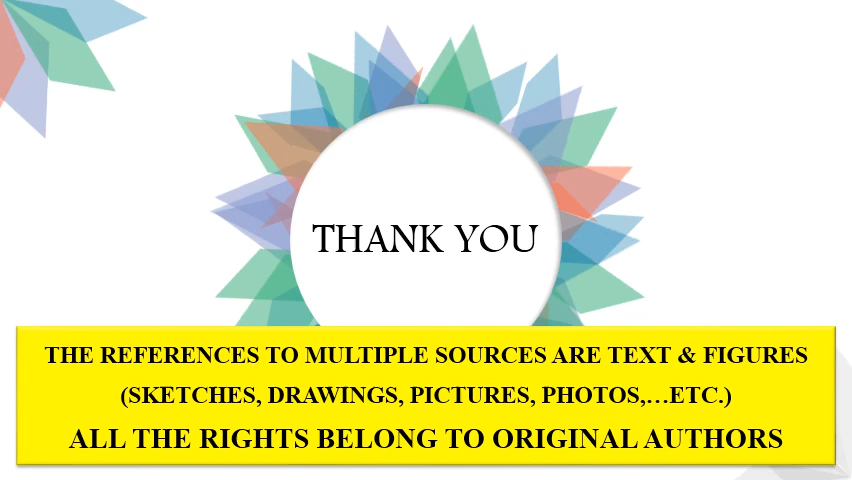 THANK YOU
THE REFERENCES TO MULTIPLE SOURCES ARE TEXT & FIGURES
(SKETCHES, DRAWINGS, PICTURES, PHOTOS,…ETC.)
ALL THE RIGHTS BELONG TO ORIGINAL AUTHORS